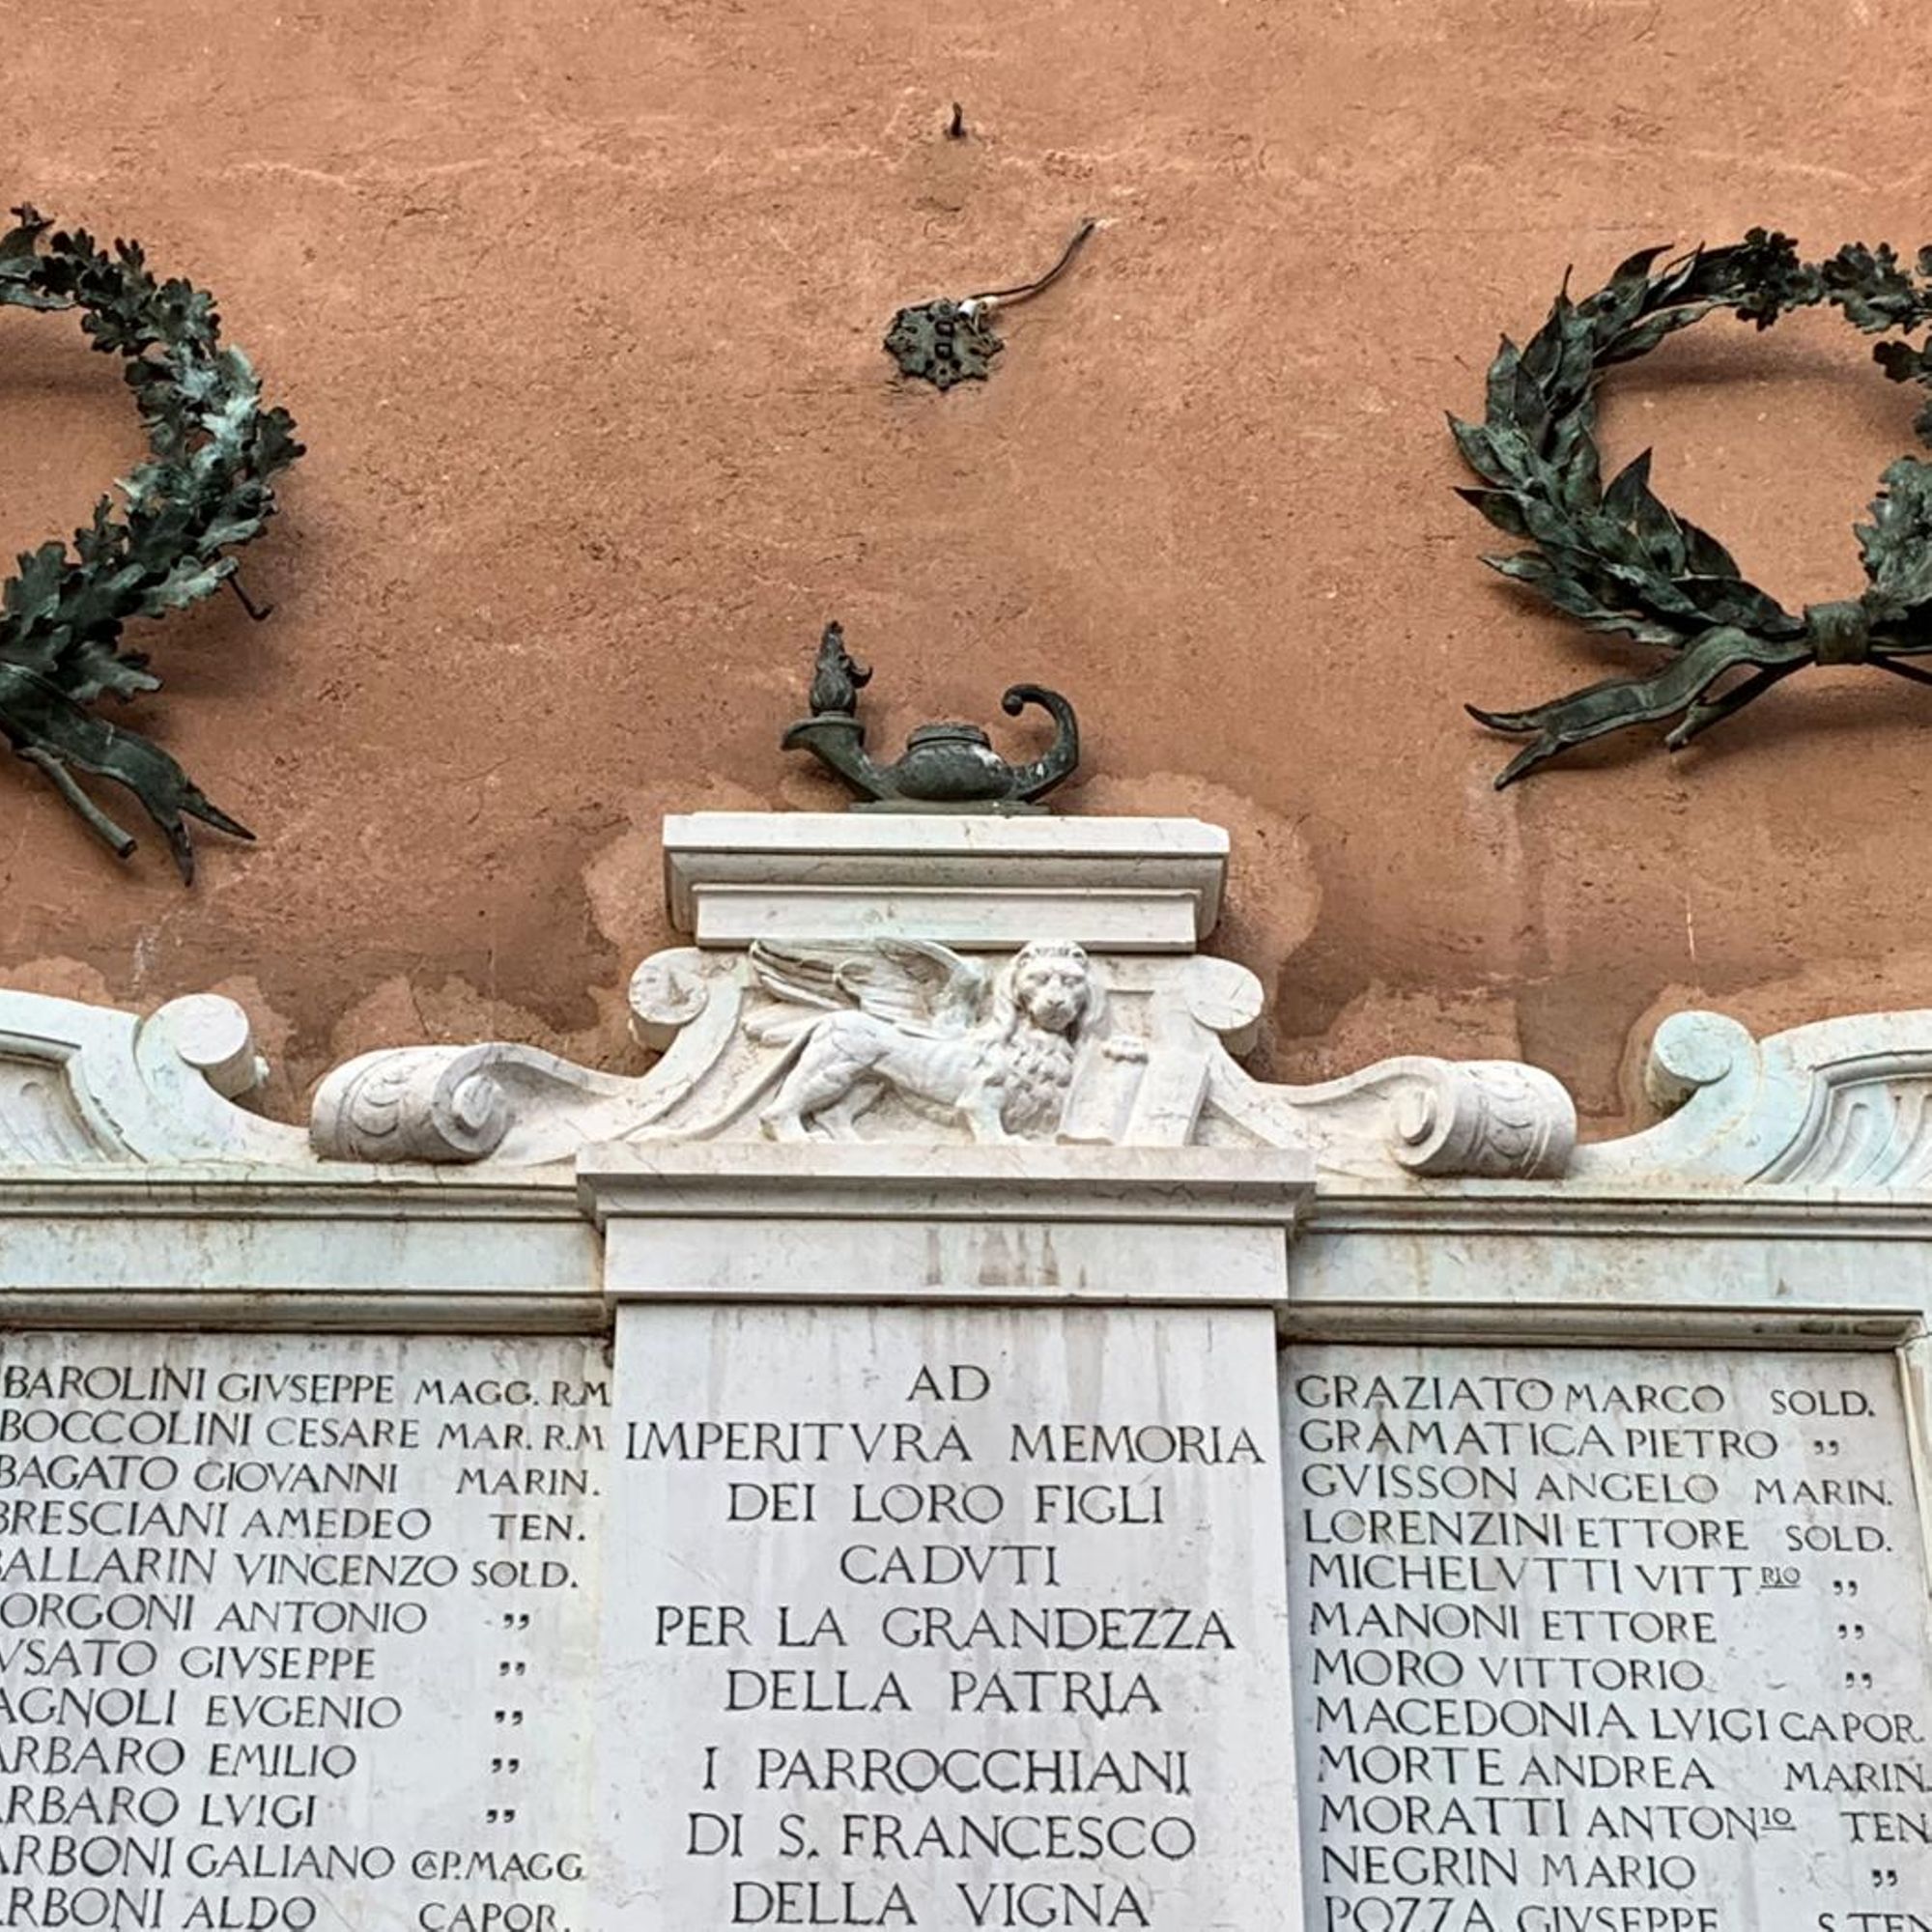 BAROLINI GIVSEPPE MAGG. R.M
BOCCOLINI CESARE MAR. R.M
BAGATO GIOVANNI MARIN.
BRESCIANI AMEDEO TEN.
BALLARIN VINCENZO SOLD.
ORGONI ANTONIO ,,
VSATO GIVSEPPE ,,
AGNOLI EVGENIO ,,
ARBARO EMILIO ,,
ARBARO LVIGI ,,
ARBONI GALIANO CAP.MAGG
RBONI ALDO CAPOR.
AD
IMPERITVRA MEMORIA
DEI LORO FIGLI
CADVTI
PER LA GRANDEZZA
DELLA PATRIA
I PARROCCHIANI
DI S. FRANCESCO
DELLA VIGNA
GRAZIATO MARCO SOLD.
GRAMATICA PIETRO ,,
GVISSON ANGELO MARIN.
LORENZINI ETTORE SOLD.
MICHELVTTI VITTRIO ,,
MANONI ETTORE ,,
MORO VITTORIO ,,
MACEDONIA LVIGI CAPOR.
MORTE ANDREA MARIN.
MORATTI ANTONIO TEN
NEGRIN MARIO ,,
POZZA GIVSEPPE S.TEN